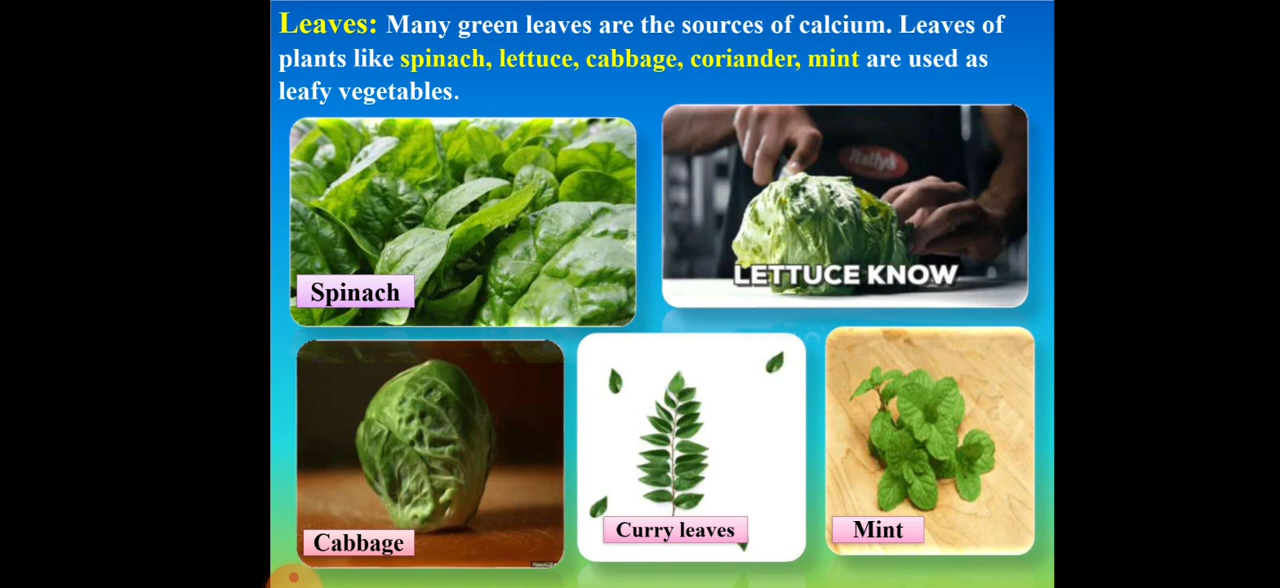 Leaves: Many green leaves are the sources of calcium. Leaves of
plants like spinach, lettuce, cabbage, coriander, mint are used as
leafy vegetables.
Spinach
LETTUCE KNOW
Cabbage
Curry leaves
Mint